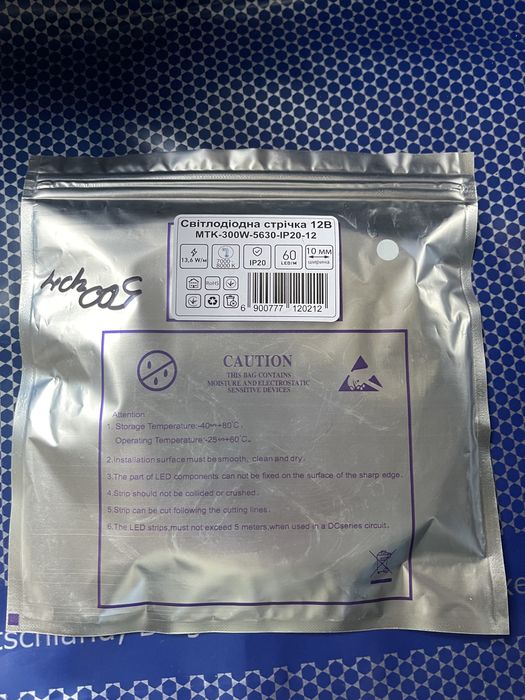 Світлодіодна стрічка 12В
MTK-300W-5630-IP20-12
13,6 W/м
IP20
60
LED/M
10 мм
ширинка
RoHS
6 900777 120212
CAUTION
THIS BAG CONTAINS
MOISTURE AND ELECTROSTATIC
SENSITIVE DEVICES
Attention
1. Storage Temperature:-40~+80°C.
Operating Temperature:-25~+60°C.
2.Installation surface must be smooth, clean and dry.
3.The part of LED components can not be fixed on the surface of the sharp edge.
4.Strip should not be collided or crushed.
5.Strip can be cut following the cutting lines.
6.The LED strips,must not exceed 5 meters,when used in a DCseries circuit.